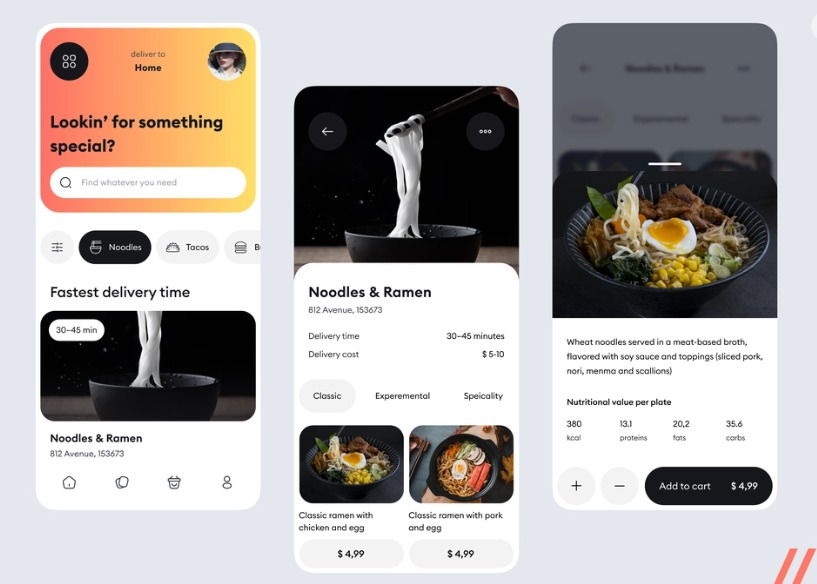 deliver to
Home
Lookin' for something
special?
Find whatever you need
Noodles
Tacos
Fastest delivery time
30–45 min
Noodles & Ramen
812 Avenue, 153673
Noodles & Ramen
812 Avenue, 153673
Delivery time 30–45 minutes
Delivery cost $ 5-10
Classic Experemental Speicality
Classic ramen with
chicken and egg
$ 4,99
Classic ramen with pork
and egg
$ 4,99
Noodles & Ramen
Classic Experemental Speicality
Wheat noodles served in a meat-based broth,
flavored with soy sauce and toppings (sliced pork,
nori, menma and scallions)
Nutritional value per plate
380 13.1 20,2 35.6
kcal proteins fats carbs
Add to cart $ 4,99